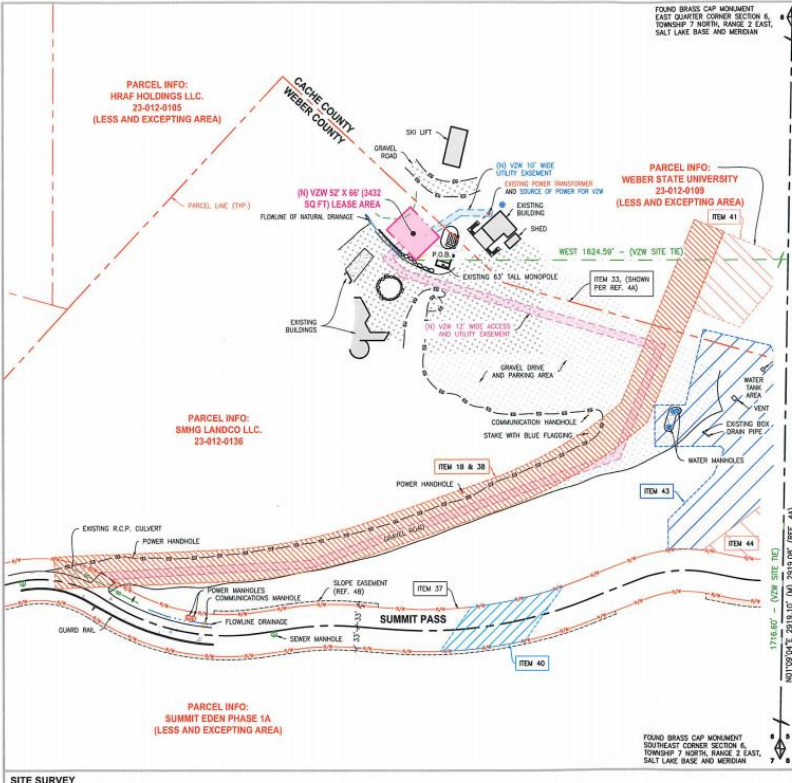 FOUND BRASS CAP MONUMENT
EAST QUARTER CORNER SECTION 6,
TOWNSHIP 7 NORTH, RANGE 2 EAST,
SALT LAKE BASE AND MERIDIAN
PARCEL INFO:
HRAF HOLDINGS LLC.
23-012-0105
(LESS AND EXCEPTING AREA)
CACHE COUNTY
WEBER COUNTY
SKI LIFT
GRAVEL
ROAD
(N) VZW 10' WIDE
UTILITY EASEMENT
PARCEL INFO:
WEBER STATE UNIVERSITY
23-012-0109
(LESS AND EXCEPTING AREA)
EXISTING POWER TRANSFORMER
AND SOURCE OF POWER FOR VZW
PARCEL LINE (TYP.)
(N) VZW 52' X 66' (3432
SQ FT) LEASE AREA
FLOWLINE OF NATURAL DRAINAGE
EXISTING
BUILDING
SHED
ITEM 41
P.O.B.
WEST 1624.59' - (VZW SITE TIE)
EXISTING 63' TALL MONOPOLE
ITEM 33, (SHOWN
PER REF. 4A)
EXISTING
BUILDINGS
(N) VZW 12' WIDE ACCESS
AND UTILITY EASEMENT
GRAVEL DRIVE
AND PARKING AREA
WATER
TANK
AREA
VENT
PARCEL INFO:
SMHG LANDCO LLC.
23-012-0136
COMMUNICATION HANDHOLE
STAKE WITH BLUE FLAGGING
EXISTING BOX
DRAIN PIPE
WATER MANHOLES
ITEM 18 & 38
POWER HANDHOLE
ITEM 43
GRAVEL ROAD
EXISTING R.C.P. CULVERT
POWER HANDHOLE
ITEM 44
1716.60' - (VZW SITE TIE)
N01°09'04"E 2919.10' (M) 2919.08' (REF. 4A)
POWER MANHOLES
COMMUNICATIONS MANHOLE
SLOPE EASEMENT
(REF. 4B)
ITEM 37
FLOWLINE DRAINAGE
SUMMIT PASS
GUARD RAIL
SEWER MANHOLE
33'
33'
ITEM 40
PARCEL INFO:
SUMMIT EDEN PHASE 1A
(LESS AND EXCEPTING AREA)
FOUND BRASS CAP MONUMENT
SOUTHEAST CORNER SECTION 6,
TOWNSHIP 7 NORTH, RANGE 2 EAST,
SALT LAKE BASE AND MERIDIAN
SITE SURVEY